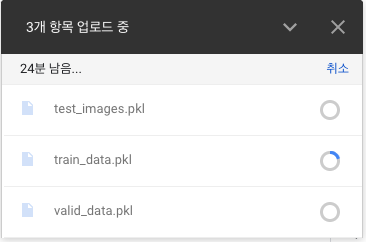 3개 항목 업로드 중
24분 남음...
취소
test_images.pkl
train_data.pkl
valid_data.pkl